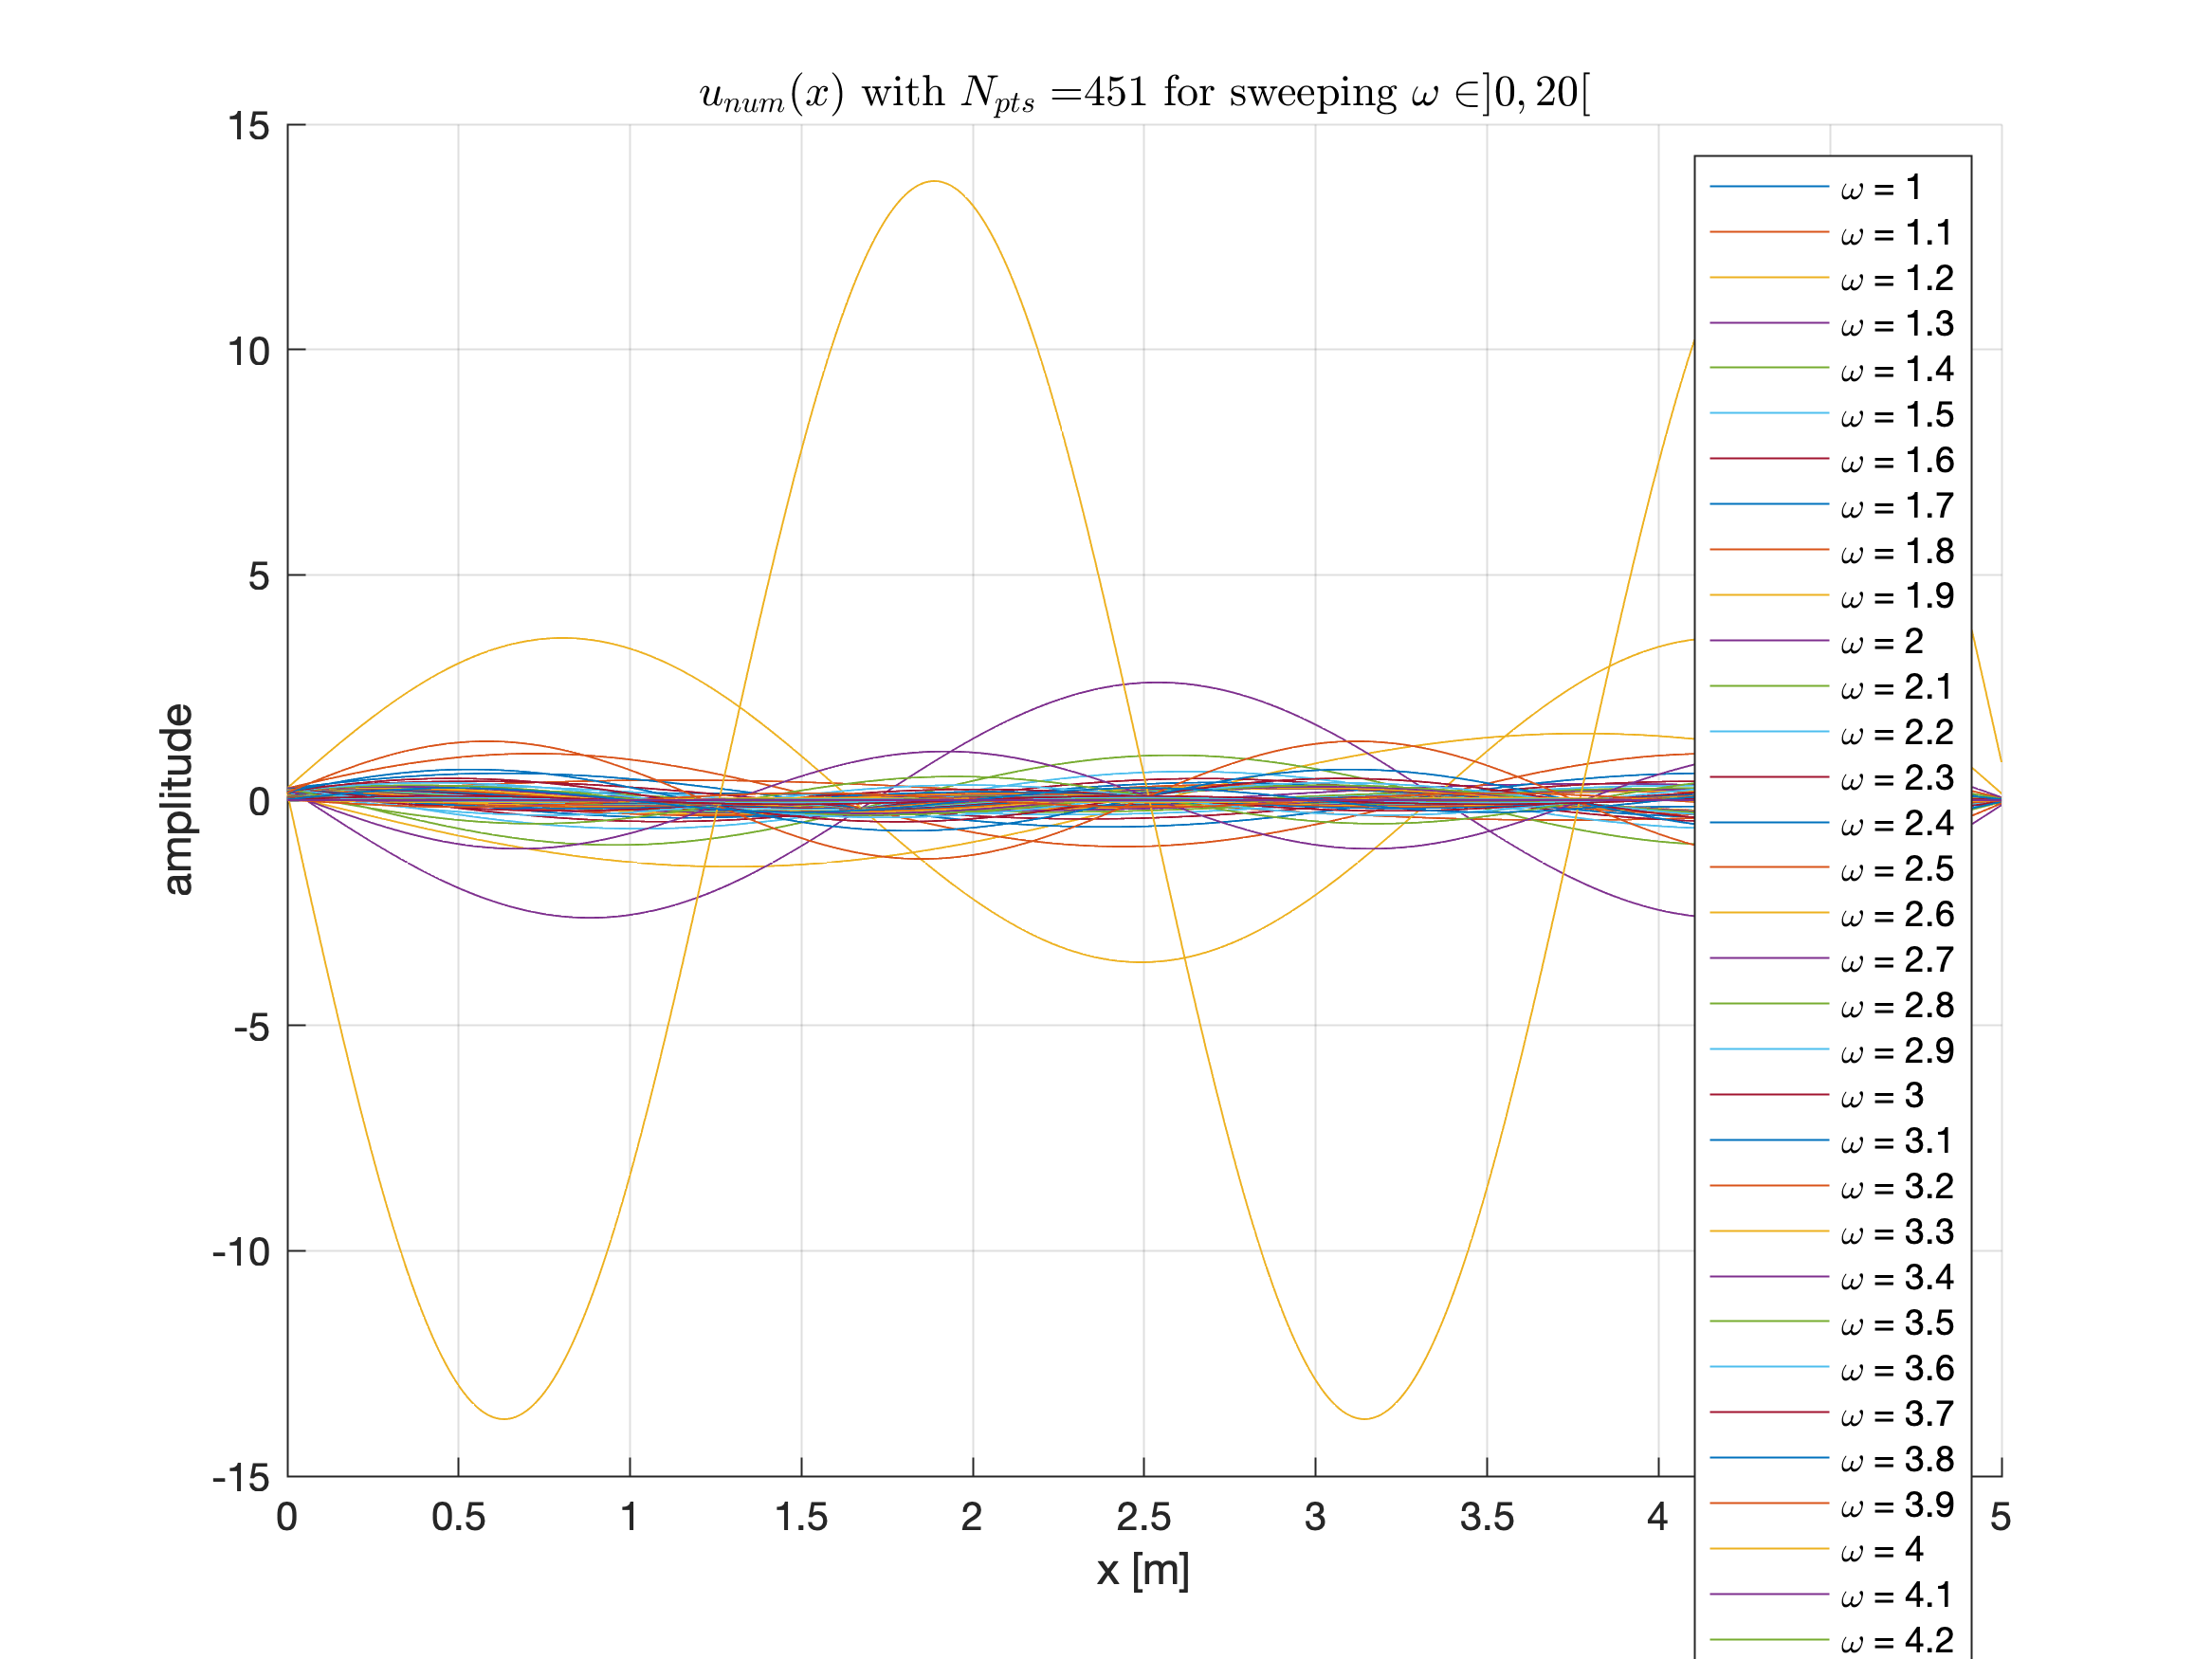 u_num(x) with N_pts =451 for sweeping ω ∈]0, 20[
15
10
5
0
-5
-10
-15
amplitude
0 0.5 1 1.5 2 2.5 3 3.5 4 5
x [m]
ω = 1
ω = 1.1
ω = 1.2
ω = 1.3
ω = 1.4
ω = 1.5
ω = 1.6
ω = 1.7
ω = 1.8
ω = 1.9
ω = 2
ω = 2.1
ω = 2.2
ω = 2.3
ω = 2.4
ω = 2.5
ω = 2.6
ω = 2.7
ω = 2.8
ω = 2.9
ω = 3
ω = 3.1
ω = 3.2
ω = 3.3
ω = 3.4
ω = 3.5
ω = 3.6
ω = 3.7
ω = 3.8
ω = 3.9
ω = 4
ω = 4.1
ω = 4.2